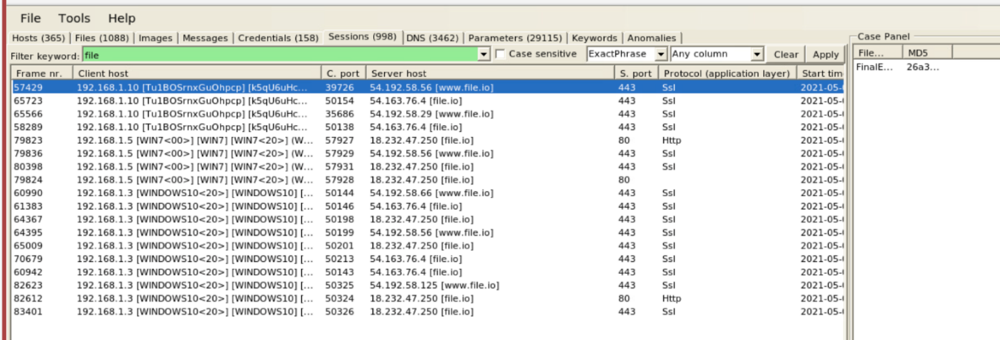 File Tools Help
Hosts (365) Files (1088) Images Messages Credentials (158) Sessions (998) DNS (3462) Parameters (29115) Keywords Anomalies Case Panel
Filter keyword: file Case sensitive ExactPhrase Any column Clear Apply File... MD5
Frame nr. Client host C. port Server host S. port Protocol (application layer) Start tim FinalE... 26a3...
57429 192.168.1.10 [Tu1BOSrnxGuOhpcp] [k5qU6uHc... 39726 54.192.58.56 [www.file.io] 443 Ssl 2021-05-
65723 192.168.1.10 [Tu1BOSrnxGuOhpcp] [k5qU6uHc... 50154 54.163.76.4 [file.io] 443 Ssl 2021-05-
65566 192.168.1.10 [Tu1BOSrnxGuOhpcp] [k5qU6uHc... 35686 54.192.58.29 [www.file.io] 443 Ssl 2021-05-
58289 192.168.1.10 [Tu1BOSrnxGuOhpcp] [k5qU6uHc... 50138 54.163.76.4 [file.io] 443 Ssl 2021-05-
79823 192.168.1.5 [WIN7<00>] [WIN7] [WIN7<20>] (W... 57927 18.232.47.250 [file.io] 80 Http 2021-05-
79836 192.168.1.5 [WIN7<00>] [WIN7] [WIN7<20>] (W... 57929 54.192.58.56 [www.file.io] 443 Ssl 2021-05-
80398 192.168.1.5 [WIN7<00>] [WIN7] [WIN7<20>] (W... 57931 18.232.47.250 [file.io] 443 Ssl 2021-05-
79824 192.168.1.5 [WIN7<00>] [WIN7] [WIN7<20>] (W... 57928 18.232.47.250 [file.io] 80 2021-05-
60990 192.168.1.3 [WINDOWS10<20>] [WINDOWS10] [... 50144 54.192.58.66 [www.file.io] 443 Ssl 2021-05-
61383 192.168.1.3 [WINDOWS10<20>] [WINDOWS10] [... 50146 54.163.76.4 [file.io] 443 Ssl 2021-05-
64367 192.168.1.3 [WINDOWS10<20>] [WINDOWS10] [... 50198 18.232.47.250 [file.io] 443 Ssl 2021-05-
64395 192.168.1.3 [WINDOWS10<20>] [WINDOWS10] [... 50199 54.192.58.56 [www.file.io] 443 Ssl 2021-05-
65009 192.168.1.3 [WINDOWS10<20>] [WINDOWS10] [... 50201 18.232.47.250 [file.io] 443 Ssl 2021-05-
70679 192.168.1.3 [WINDOWS10<20>] [WINDOWS10] [... 50213 54.163.76.4 [file.io] 443 Ssl 2021-05-
60942 192.168.1.3 [WINDOWS10<20>] [WINDOWS10] [... 50143 54.163.76.4 [file.io] 443 Ssl 2021-05-
82623 192.168.1.3 [WINDOWS10<20>] [WINDOWS10] [... 50325 54.192.58.125 [www.file.io] 443 Ssl 2021-05-
82612 192.168.1.3 [WINDOWS10<20>] [WINDOWS10] [... 50324 18.232.47.250 [file.io] 80 Http 2021-05-
83401 192.168.1.3 [WINDOWS10<20>] [WINDOWS10] [... 50326 18.232.47.250 [file.io] 443 Ssl 2021-05-